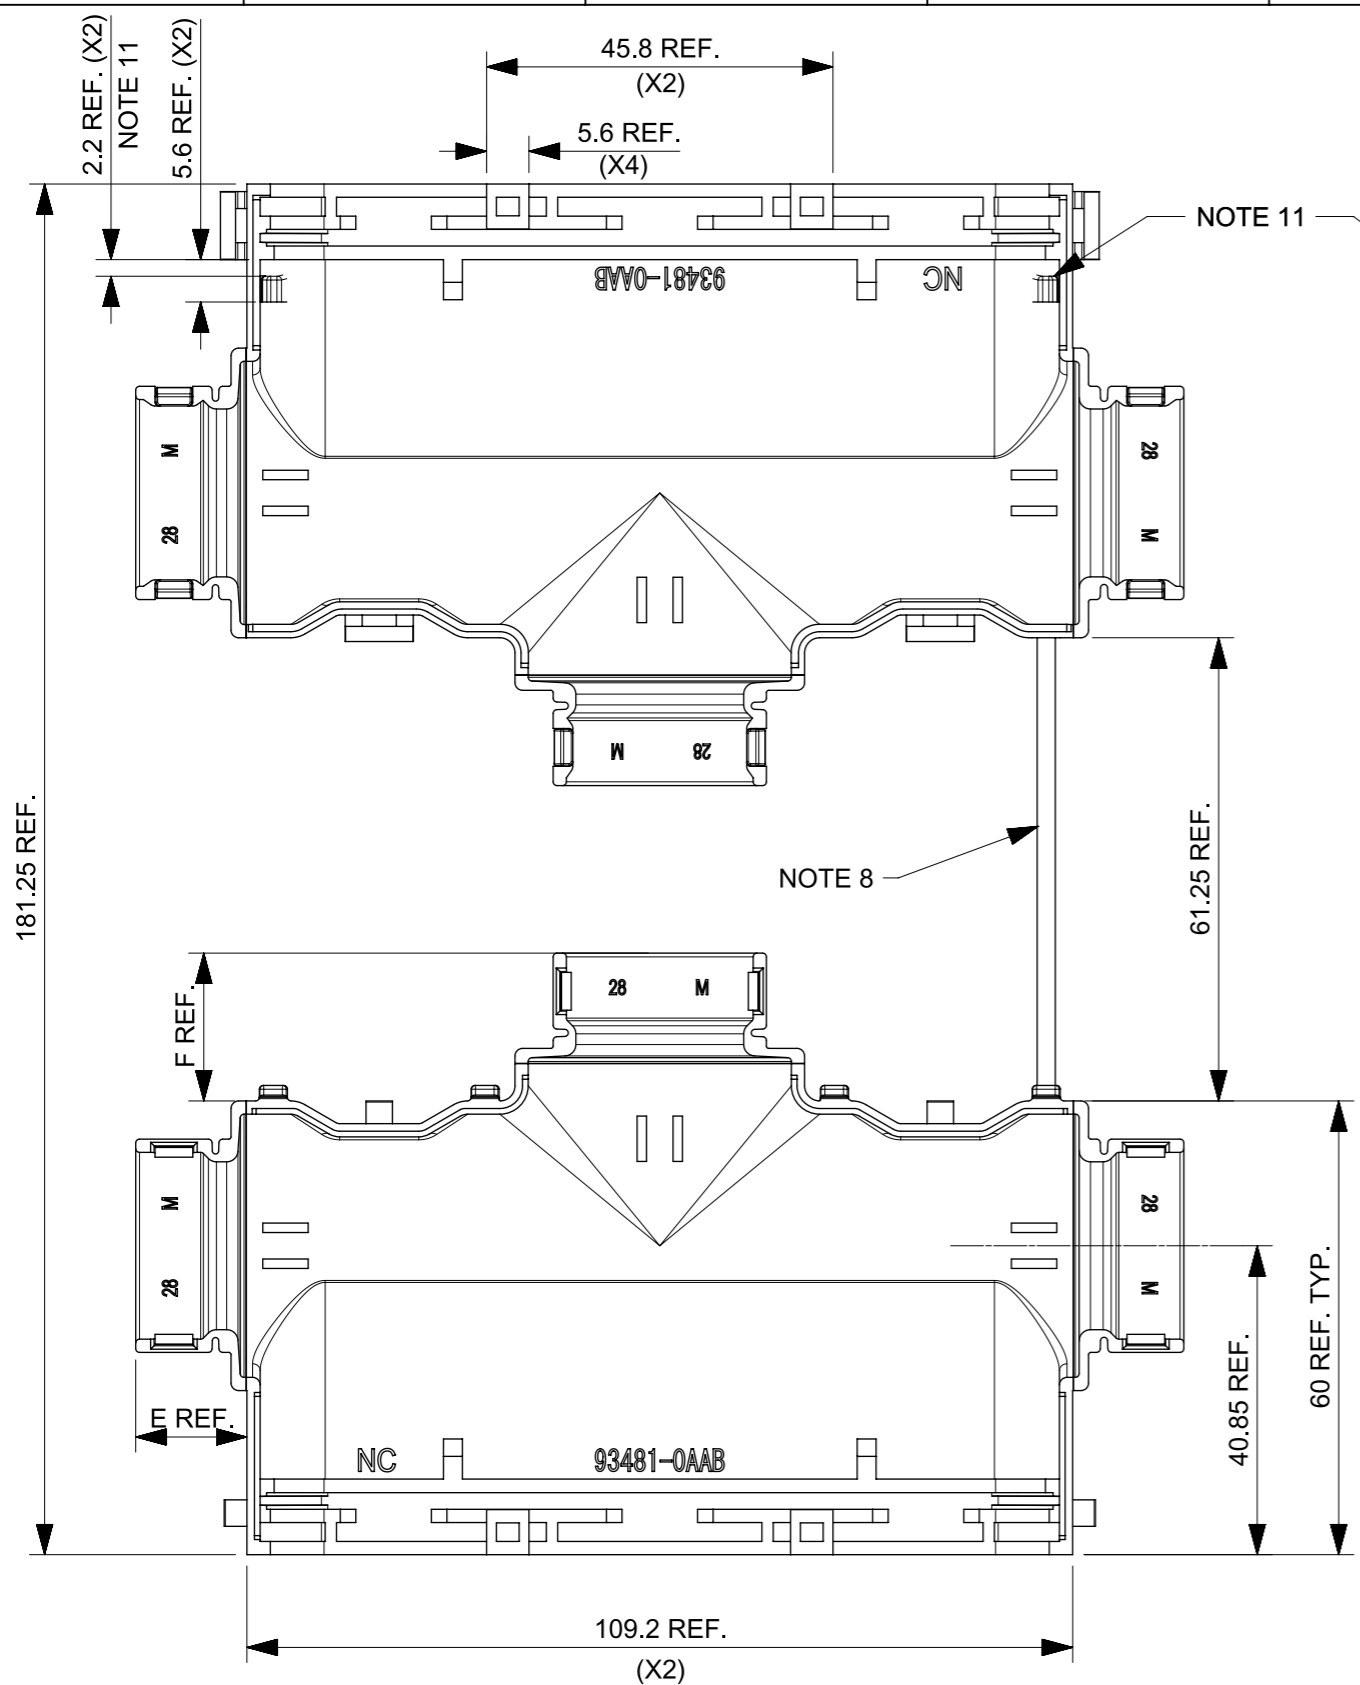 2.2 REF. (X2)
NOTE 11
5.6 REF. (X2)
45.8 REF.
(X2)
5.6 REF.
(X4)
NOTE 11
93481-0AAB
NC
M
28
28
M
M
28
181.25 REF.
61.25 REF.
NOTE 8
F REF.
28
M
M
28
28
M
E REF.
NC
93481-0AAB
40.85 REF.
60 REF. TYP.
109.2 REF.
(X2)